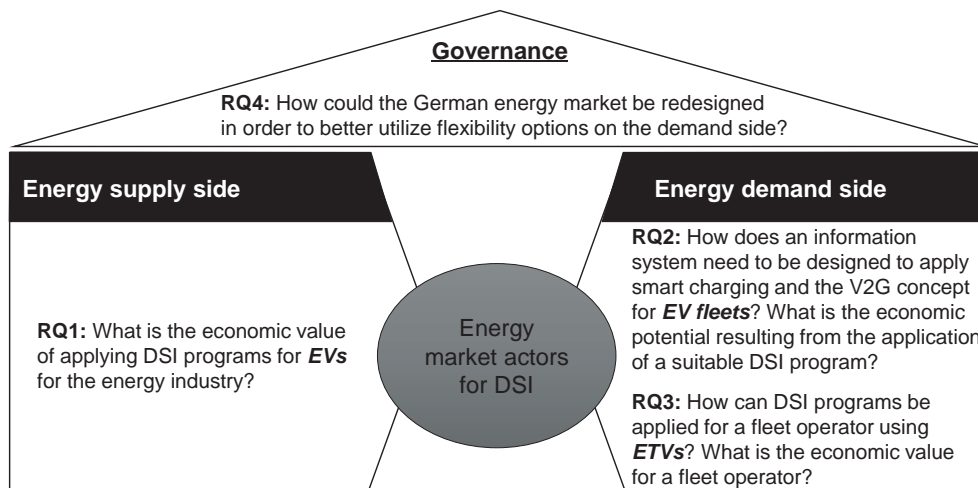 Governance
RQ4: How could the German energy market be redesigned
in order to better utilize flexibility options on the demand side?
Energy supply side
RQ1: What is the economic value
of applying DSI programs for EVs
for the energy industry?
Energy
market actors
for DSI
Energy demand side
RQ2: How does an information
system need to be designed to apply
smart charging and the V2G concept
for EV fleets? What is the economic
potential resulting from the application
of a suitable DSI program?
RQ3: How can DSI programs be
applied for a fleet operator using
ETVs? What is the economic value
for a fleet operator?